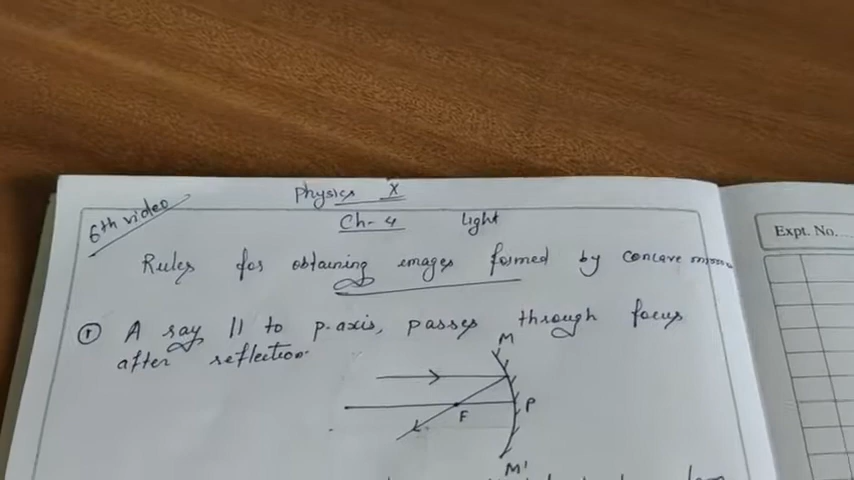 6th video
Physics X
Ch-4 Light
Rules for obtaining images formed by concave
① A ray 11 to p-axis, passes through focus
after reflection.
M
F
P
M'
Expt. No.....